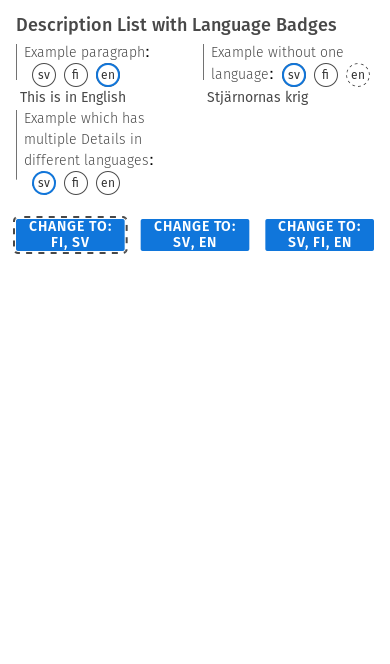 Description List with Language Badges
Example paragraph:
sv fi en
This is in English
Example without one
language: sv fi en
Stjärnornas krig
Example which has
multiple Details in
different languages:
sv fi en
CHANGE TO:
FI, SV
CHANGE TO:
SV, EN
CHANGE TO:
SV, FI, EN